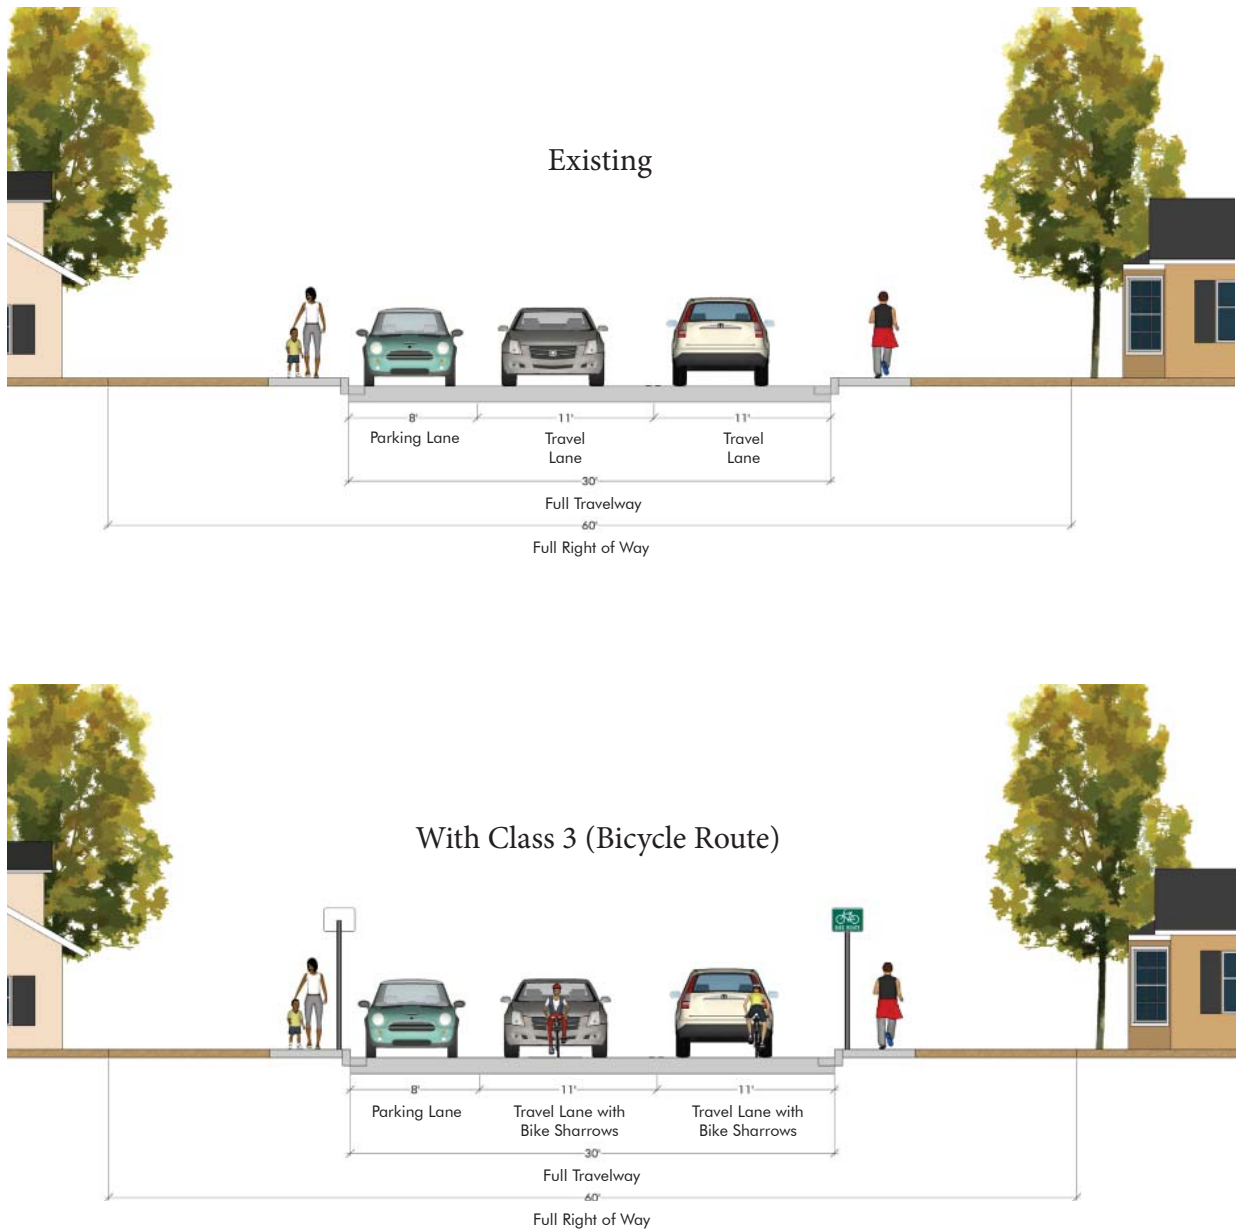 Existing
8' 11' 11'
Parking Lane Travel Lane Travel Lane
30'
Full Travelway
60'
Full Right of Way
With Class 3 (Bicycle Route)
BIKE ROUTE
8' 11' 11'
Parking Lane Travel Lane with Bike Sharrows Travel Lane with Bike Sharrows
30'
Full Travelway
60'
Full Right of Way